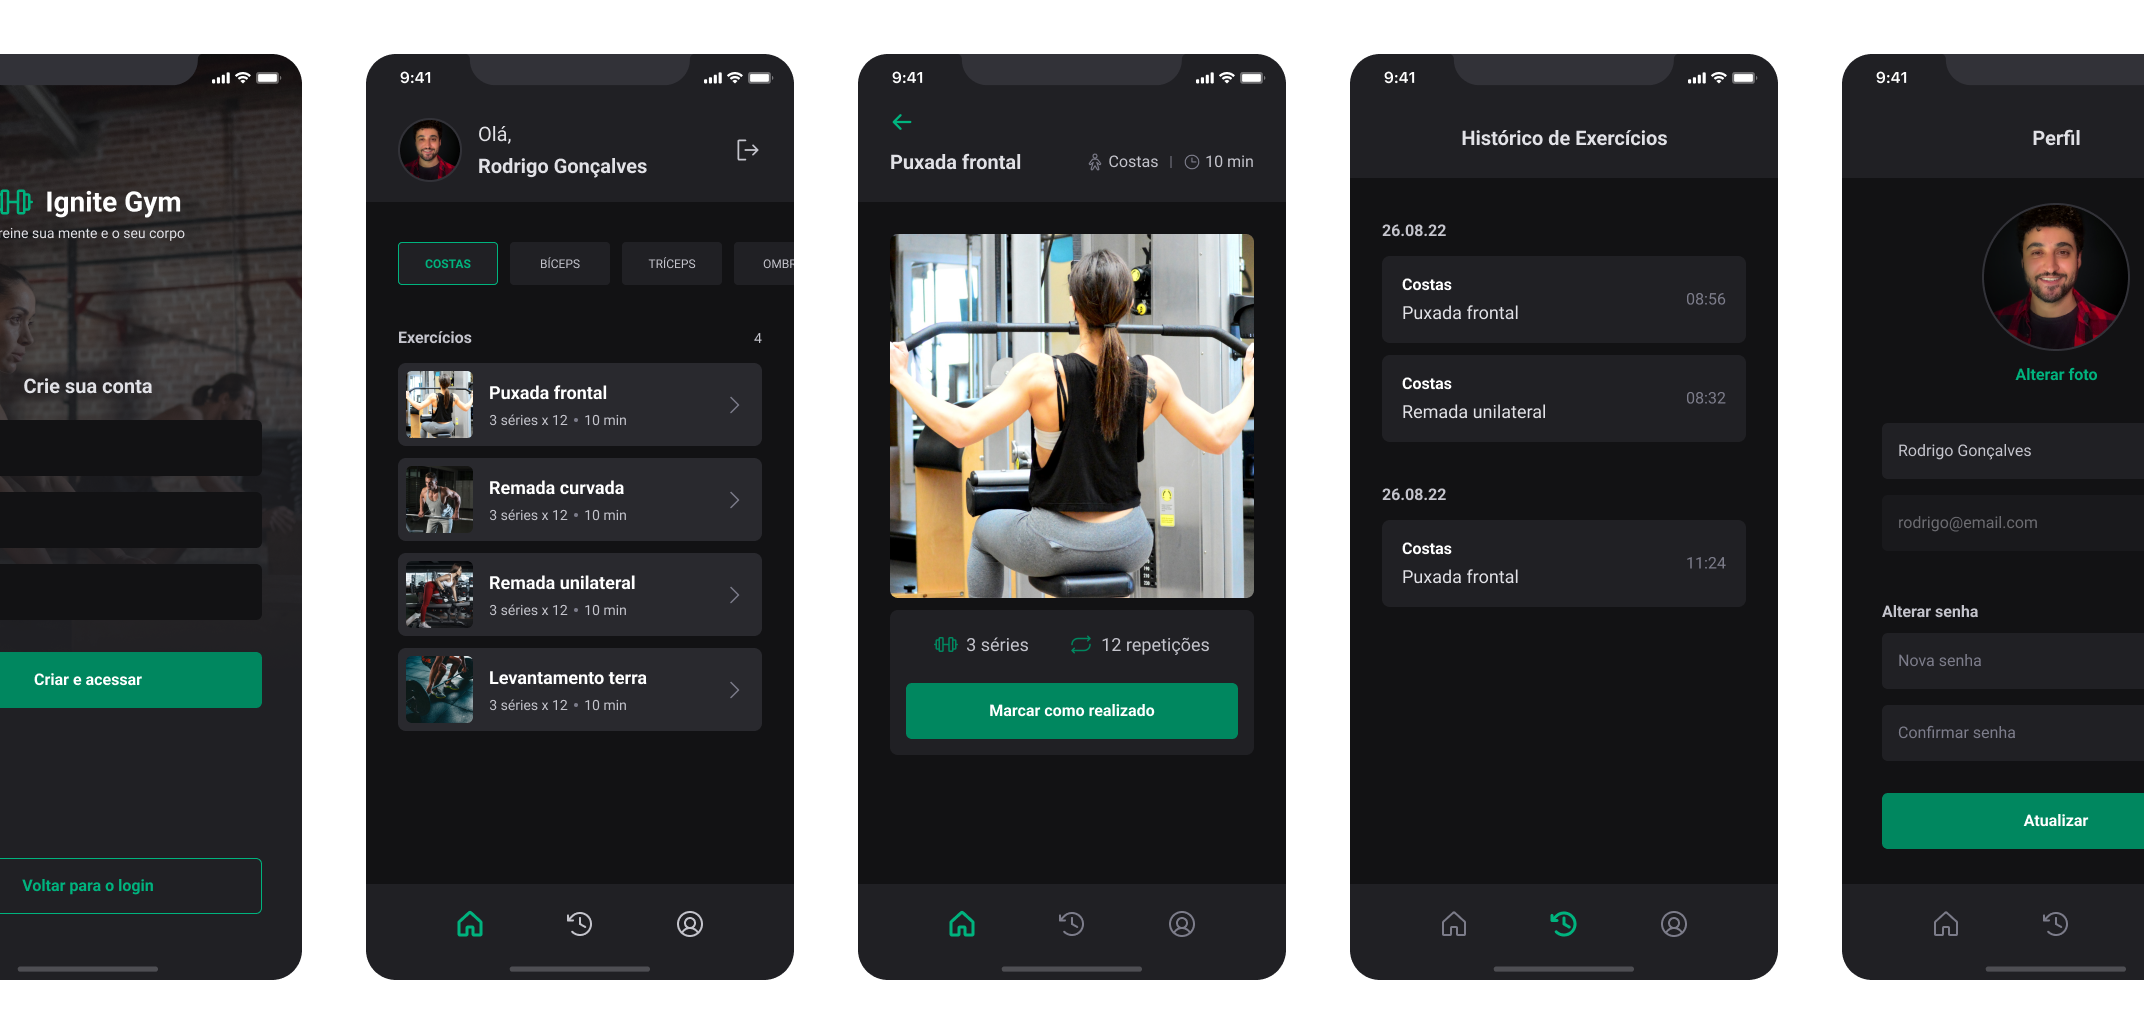 Ignite Gym
reine sua mente e o seu corpo
Crie sua conta
Criar e acessar
Voltar para o login
9:41
Olá,
Rodrigo Gonçalves
COSTAS
BÍCEPS
TRÍCEPS
OMBR
Exercícios
4
Puxada frontal
3 séries x 12 • 10 min
Remada curvada
3 séries x 12 • 10 min
Remada unilateral
3 séries x 12 • 10 min
Levantamento terra
3 séries x 12 • 10 min
9:41
Puxada frontal
Costas | 10 min
3 séries
12 repetições
Marcar como realizado
9:41
Histórico de Exercícios
26.08.22
Costas
Puxada frontal
08:56
Costas
Remada unilateral
08:32
26.08.22
Costas
Puxada frontal
11:24
9:41
Perfil
Alterar foto
Rodrigo Gonçalves
rodrigo@email.com
Alterar senha
Nova senha
Confirmar senha
Atualizar